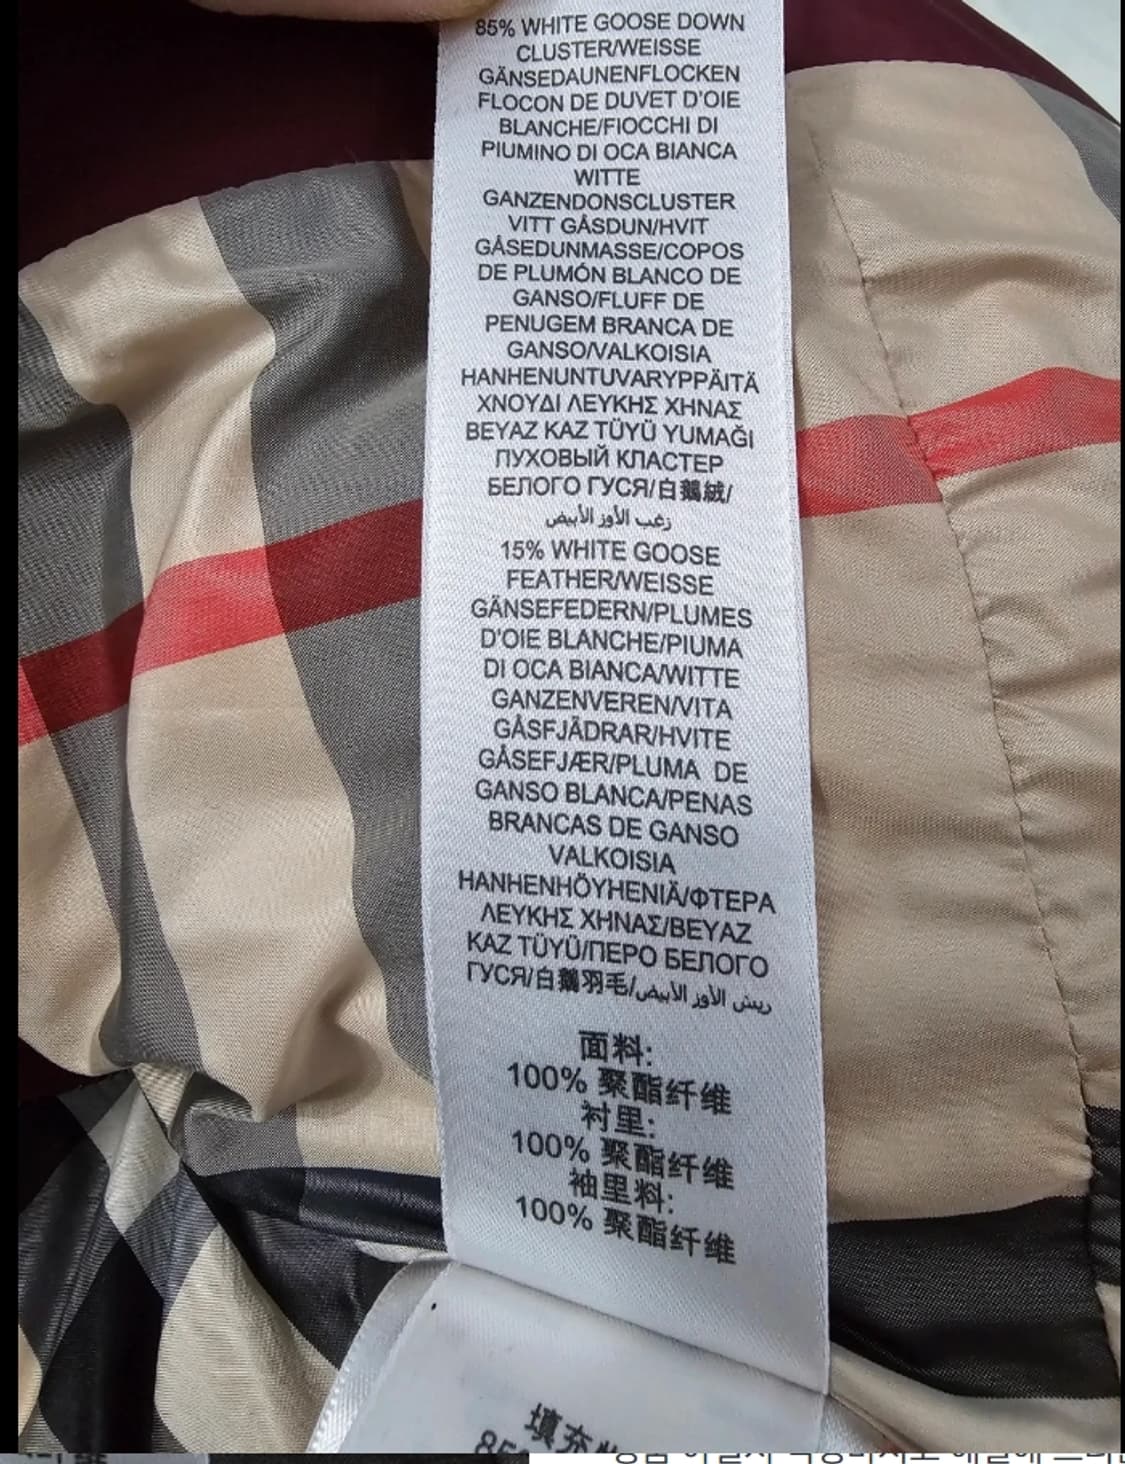 85% WHITE GOOSE DOWN
CLUSTER/WEISSE
GÄNSEDAUNENFLOCKEN
FLOCON DE DUVET D'OIE
BLANCHE/FIOCCHI DI
PIUMINO DI OCA BIANCA
WITTE
GANZENDONSCLUSTER
VITT GÅSDUN/HVIT
GÅSEDUNMASSE/COPOS
DE PLUMÓN BLANCO DE
GANSO/FLUFF DE
PENUGEM BRANCA DE
GANSO/VALKOISIA
HANHENUNTUVARYPPÄITÄ
ΧΝΟΥΔΙ ΛΕΥΚΗΣ ΧΗΝΑΣ
BEYAZ KAZ TÜYÜ YUMAĞI
ПУХОВЫЙ КЛАСТЕР
БЕЛОГО ГУСЯ/白鵝絨/
زغب الأوز الأبيض
15% WHITE GOOSE
FEATHER/WEISSE
GÄNSEFEDERN/PLUMES
D'OIE BLANCHE/PIUMA
DI OCA BIANCA/WITTE
GANZENVEREN/VITA
GÅSFJÄDRAR/HVITE
GÅSEFJÆR/PLUMA DE
GANSO BLANCA/PENAS
BRANCAS DE GANSO
VALKOISIA
HANHENHÖYHENIÄ/ΦΤΕΡΑ
ΛΕΥΚΗΣ ΧΗΝΑΣ/BEYAZ
KAZ TÜYÜ/ПЕРО БЕЛОГО
ГУСЯ/白鵝羽毛/ريش الأوز الأبيض
面料:
100% 聚酯纤维
衬里:
100% 聚酯纤维
袖里料:
100% 聚酯纤维
填充